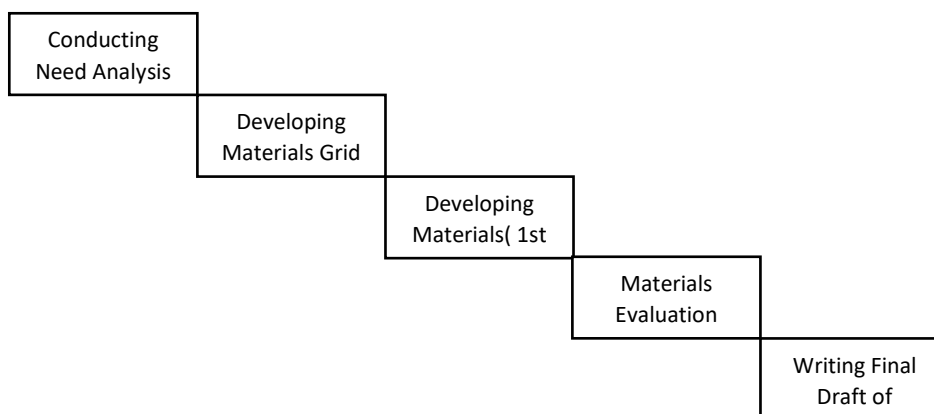 Conducting
Need Analysis
Developing
Materials Grid
Developing
Materials( 1st
Materials
Evaluation
Writing Final
Draft of